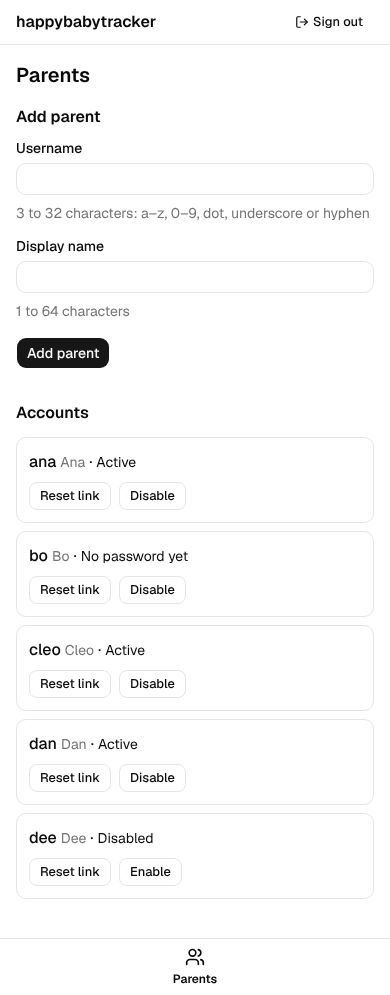 happybabytracker
Sign out
Parents
Add parent
Username
3 to 32 characters: a–z, 0–9, dot, underscore or hyphen
Display name
1 to 64 characters
Add parent
Accounts
ana Ana · Active
Reset link Disable
bo Bo · No password yet
Reset link Disable
cleo Cleo · Active
Reset link Disable
dan Dan · Active
Reset link Disable
dee Dee · Disabled
Reset link Enable
Parents